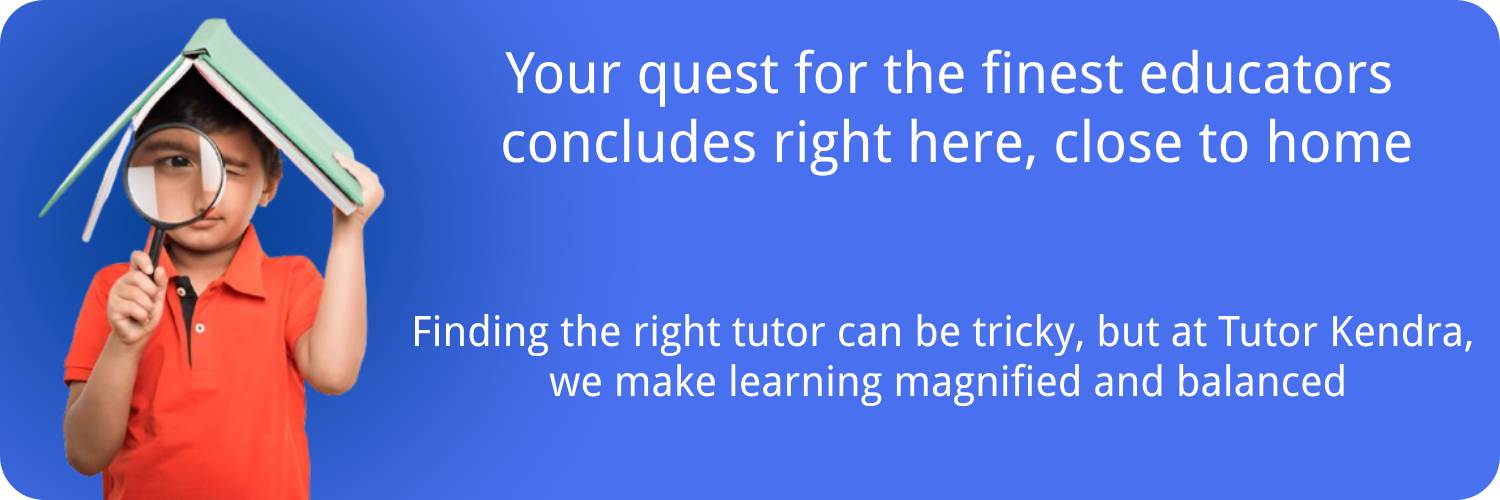 Your quest for the finest educators
concludes right here, close to home
Finding the right tutor can be tricky, but at Tutor Kendra,
we make learning magnified and balanced